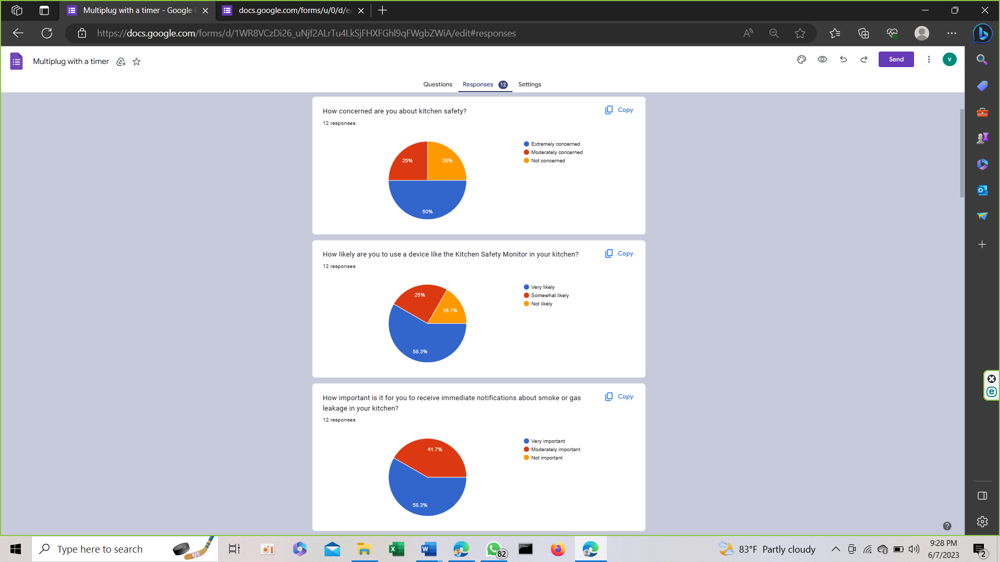 Multiplug with a timer - Google F
docs.google.com/forms/u/0/d/e/
https://docs.google.com/forms/d/1WR8VCzDi26_uNjf2ALrTu4LkSjFHXFGhl9qFWgbZWiA/edit#responses
Multiplug with a timer
Send
V
Questions
Responses 12
Settings
How concerned are you about kitchen safety?
Copy
12 responses
25%
25%
50%
Extremely concerned
Moderately concerned
Not concerned
How likely are you to use a device like the Kitchen Safety Monitor in your kitchen?
Copy
12 responses
25%
16.7%
58.3%
Very likely
Somewhat likely
Not likely
How important is it for you to receive immediate notifications about smoke or gas
leakage in your kitchen?
Copy
12 responses
41.7%
58.3%
Very important
Moderately important
Not important
Type here to search
82
83°F Partly cloudy
9:28 PM
6/7/2023
2